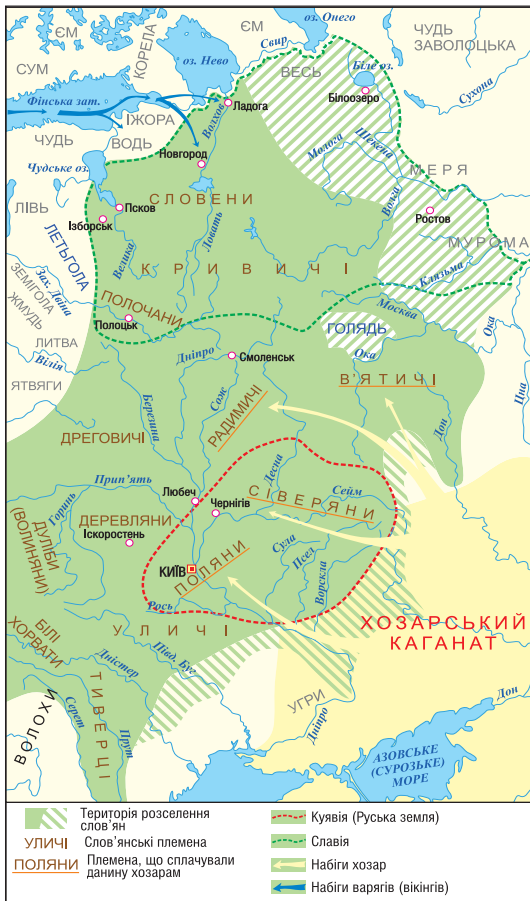 ЄМ
ЄМ
оз. Онего
ЧУДЬ
ЗАВОЛОЦЬКА
СУМ
КОРЕЛА
оз. Нево
Свир
ВЕСЬ
Біле оз.
Білоозеро
Сухона
Фінська зат.
ІЖОРА
Ладога
Волхов
ЧУДЬ
ВОДЬ
Новгород
Молога
Шексна
Чудське оз.
МЕРЯ
СЛОВЕНИ
Волга
Ростов
ЛІВЬ
Псков
Ізборськ
МУРОМА
ЛЕТЬГОЛА
Велика
Ловать
Клязьма
КРИВИЧІ
ЗЕМІГОЛА
Зах. Двіна
ЖМУДЬ
ПОЛОЧАНИ
Полоцьк
Москва
Ока
ГОЛЯДЬ
ЛИТВА
Вілія
Дніпро
Смоленськ
Ока
ЯТВЯГИ
В'ЯТИЧІ
Цна
Березина
Сож
РАДИМИЧІ
Дон
ДРЕГОВИЧІ
Десна
Прип'ять
Любеч
СІВЕРЯНИ
Сейм
Горинь
Чернігів
ДЕРЕВЛЯНИ
Іскоростень
ДУЛІБИ
(ВОЛИНЯНИ)
Сула
Псел
Ворскла
КИЇВ
ПОЛЯНИ
Рось
ХОЗАРСЬКИЙ
КАГАНАТ
УЛИЧІ
БІЛІ
ХОРВАТИ
Дністер
Півд. Буг
УГРИ
ВОЛОХИ
Серет
ТИВЕРЦІ
Прут
Дніпро
Дон
АЗОВСЬКЕ
(СУРОЗЬКЕ)
МОРЕ
Територія розселення
слов'ян
УЛИЧІ Слов'янські племена
ПОЛЯНИ Племена, що сплачували
данину хозарам
Куявія (Руська земля)
Славія
Набіги хозар
Набіги варягів (вікінгів)